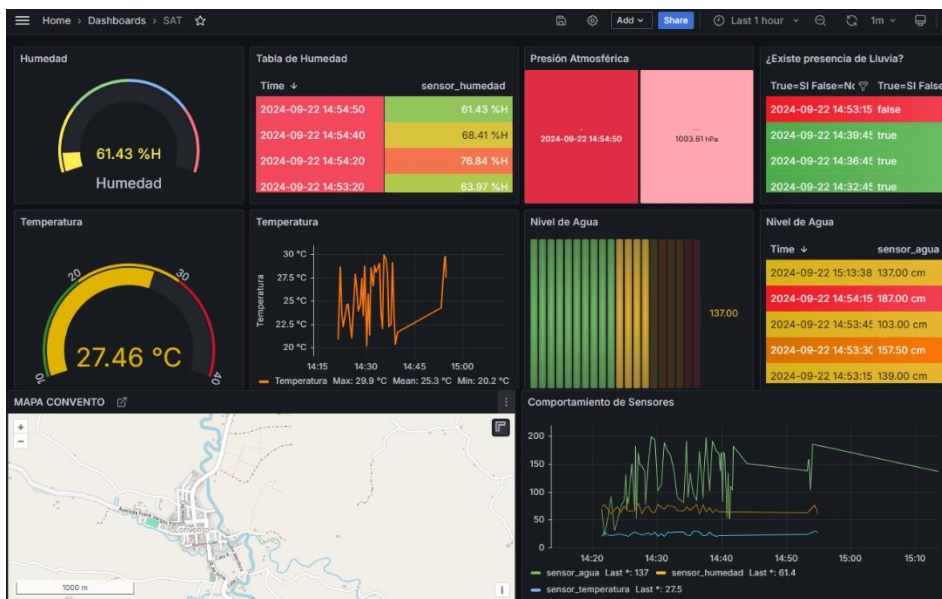 Home › Dashboards › SAT
Add
Share
Last 1 hour
1m
Humedad
61.43 %H
Humedad
Tabla de Humedad
Time ↓ sensor_humedad
2024-09-22 14:54:50 61.43 %H
2024-09-22 14:54:40 68.41 %H
2024-09-22 14:54:20 76.84 %H
2024-09-22 14:53:20 63.97 %H
Presión Atmosférica
2024-09-22 14:54:50
1003.61 hPa
¿Existe presencia de Lluvia?
True=SI False=Nc True=SI False
2024-09-22 14:53:15 false
2024-09-22 14:39:45 true
2024-09-22 14:36:45 true
2024-09-22 14:32:45 true
Temperatura
10
20
30
40
27.46 °C
Temperatura
Temperatura
30 °C
27.5 °C
25 °C
22.5 °C
20 °C
14:15 14:30 14:45 15:00
Temperatura Max: 29.9 °C Mean: 25.3 °C Min: 20.2 °C
Nivel de Agua
137.00
Nivel de Agua
Time ↓ sensor_agua
2024-09-22 15:13:38 137.00 cm
2024-09-22 14:54:15 187.00 cm
2024-09-22 14:53:45 103.00 cm
2024-09-22 14:53:30 157.50 cm
2024-09-22 14:53:15 139.00 cm
MAPA CONVENTO
+
−
Convento
1000 m
i
Comportamiento de Sensores
200
150
100
50
0
14:20 14:30 14:40 14:50 15:00 15:10
sensor_agua Last *: 137 sensor_humedad Last *: 61.4
sensor_temperatura Last *: 27.5